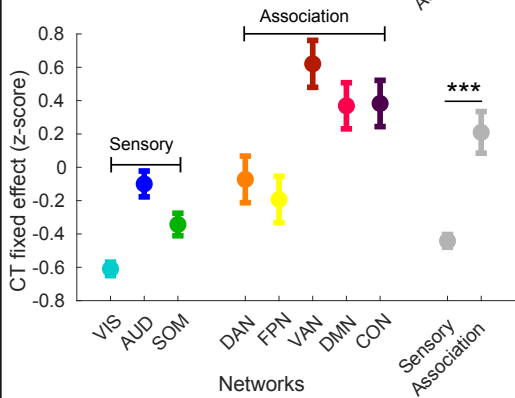 Association
Sensory
***
CT fixed effect (z-score)
0.8
0.6
0.4
0.2
0
-0.2
-0.4
-0.6
-0.8
VIS
AUD
SOM
DAN
FPN
VAN
DMN
CON
Sensory
Association
Networks